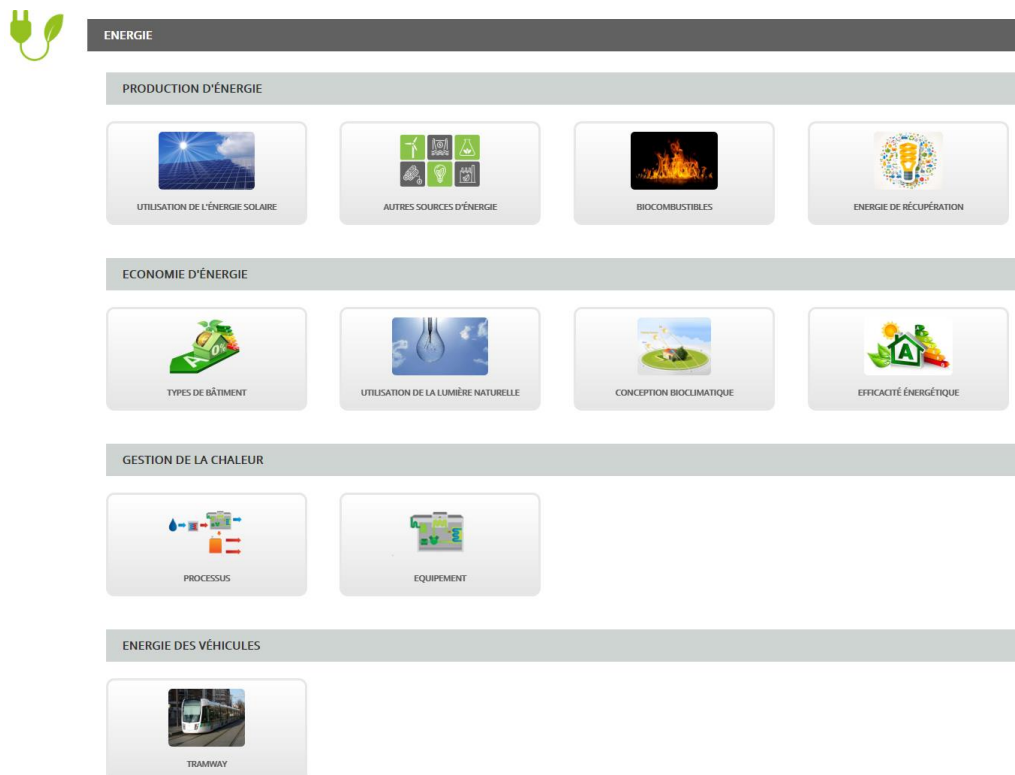 ENERGIE
PRODUCTION D'ÉNERGIE
UTILISATION DE L'ÉNERGIE SOLAIRE
AUTRES SOURCES D'ÉNERGIE
BIOCOMBUSTIBLES
ENERGIE DE RÉCUPÉRATION
ECONOMIE D'ÉNERGIE
TYPES DE BÂTIMENT
UTILISATION DE LA LUMIÈRE NATURELLE
CONCEPTION BIOCLIMATIQUE
EFFICACITÉ ÉNERGÉTIQUE
GESTION DE LA CHALEUR
PROCESSUS
EQUIPEMENT
ENERGIE DES VÉHICULES
TRAMWAY